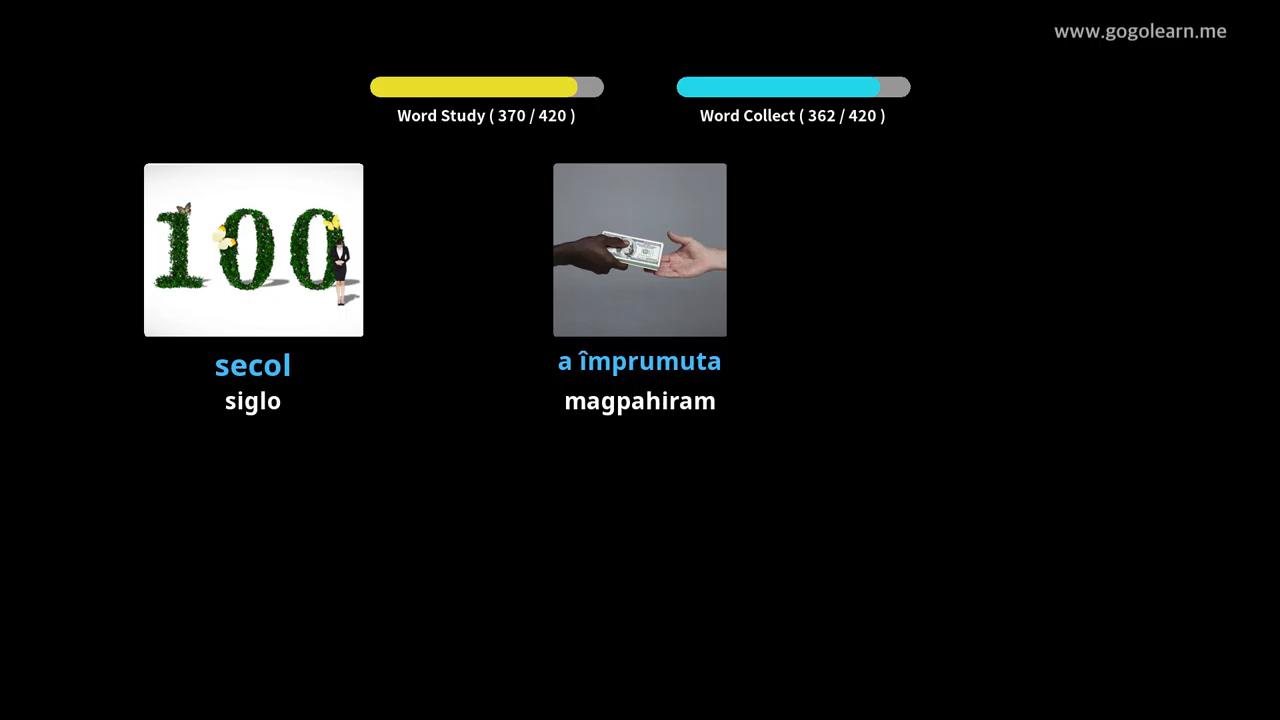 www.gogolearn.me
Word Study ( 370 / 420 )
Word Collect ( 362 / 420 )
100
secol
siglo
a împrumuta
magpahiram